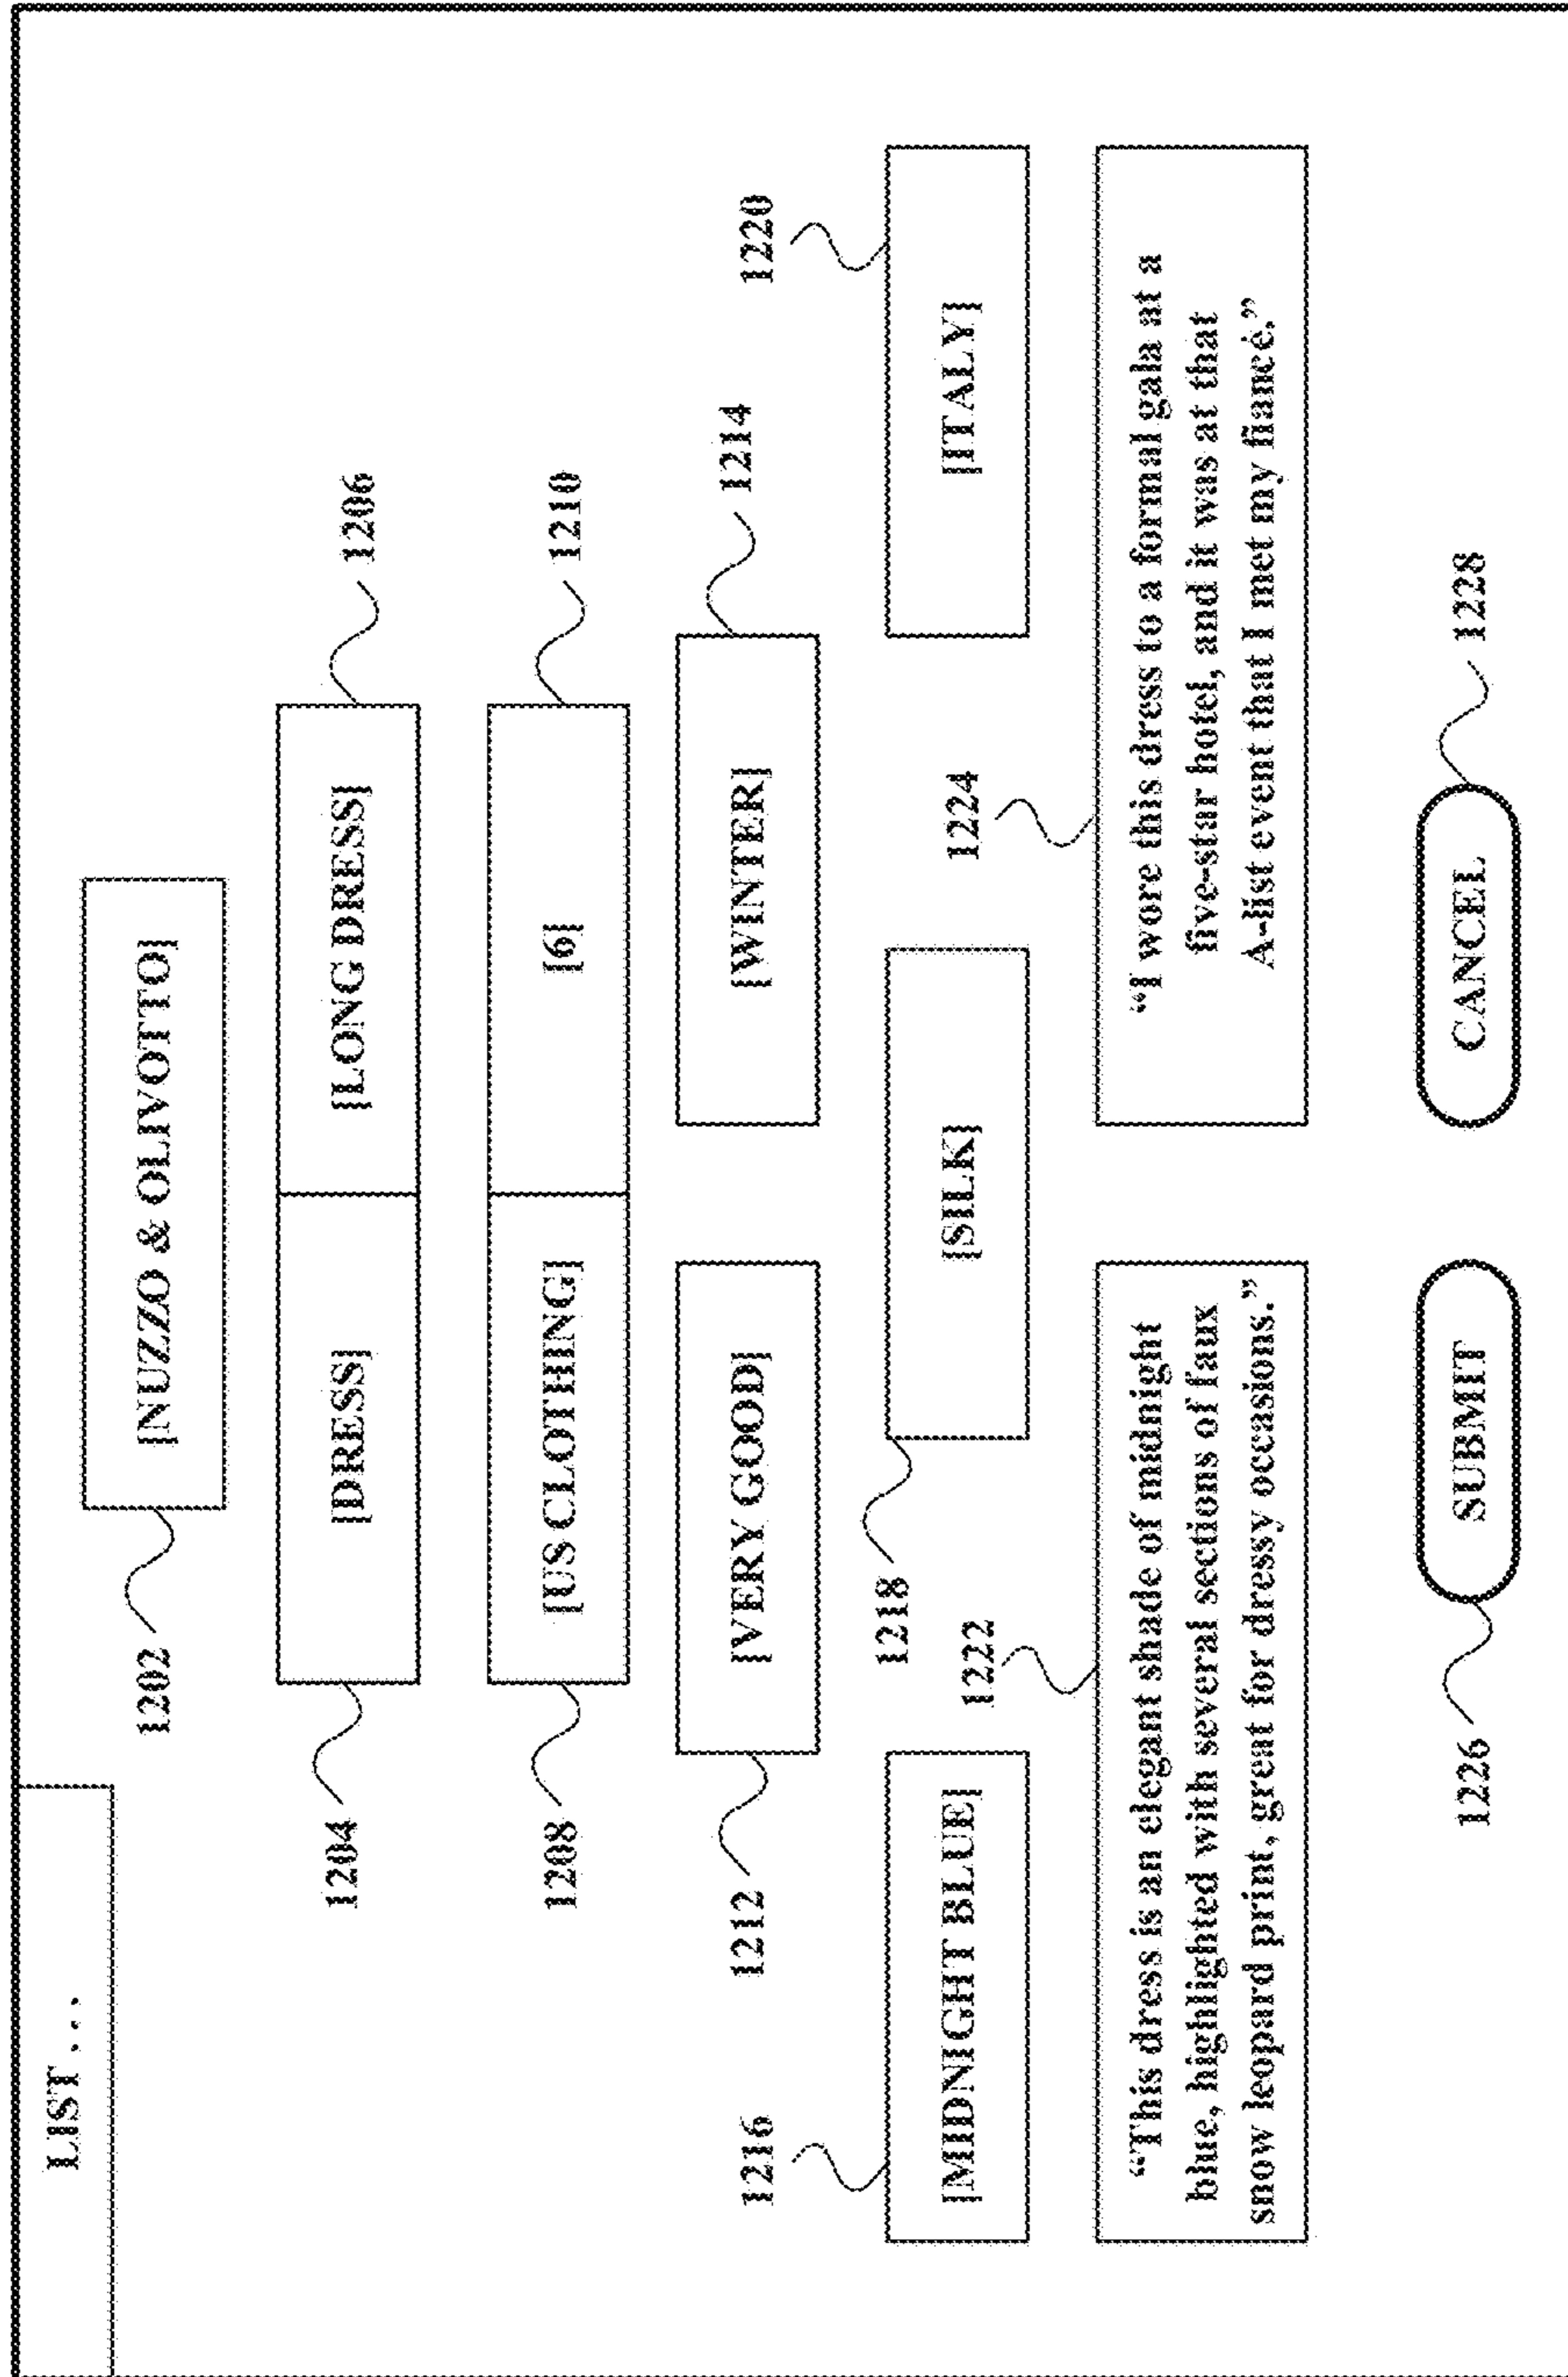 LIST . . .
1202
[NUZZO & OLIVOTTO]
1204
[DRESS]
[LONG DRESS]
1206
1208
[US CLOTHING]
[6]
1210
1212
[VERY GOOD]
[WINTER]
1214
1216
[MIDNIGHT BLUE]
1218
[SILK]
1220
[ITALY]
1222
“This dress is an elegant shade of midnight
blue, highlighted with several sections of faux
snow leopard print, great for dressy occasions.”
1224
“I wore this dress to a formal gala at a
five-star hotel, and it was at that
A-list event that I met my fiancé.”
1226
SUBMIT
CANCEL
1228